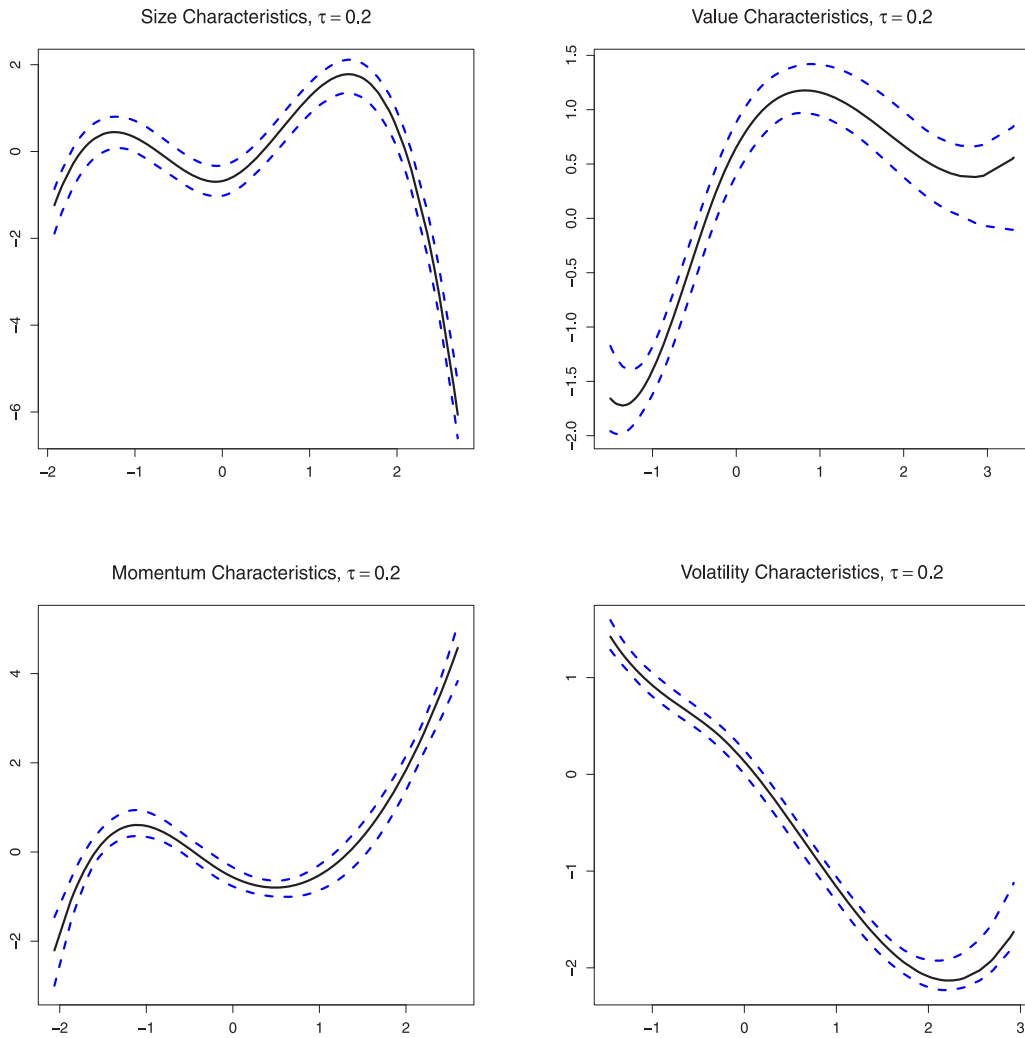 Size Characteristics, τ = 0.2
2
0
−2
−4
−6
−2 −1 0 1 2
Value Characteristics, τ = 0.2
1.5
1.0
0.5
0.0
−0.5
−1.0
−1.5
−2.0
−1 0 1 2 3
Momentum Characteristics, τ = 0.2
4
2
0
−2
−2 −1 0 1 2
Volatility Characteristics, τ = 0.2
1
0
−1
−2
−1 0 1 2 3